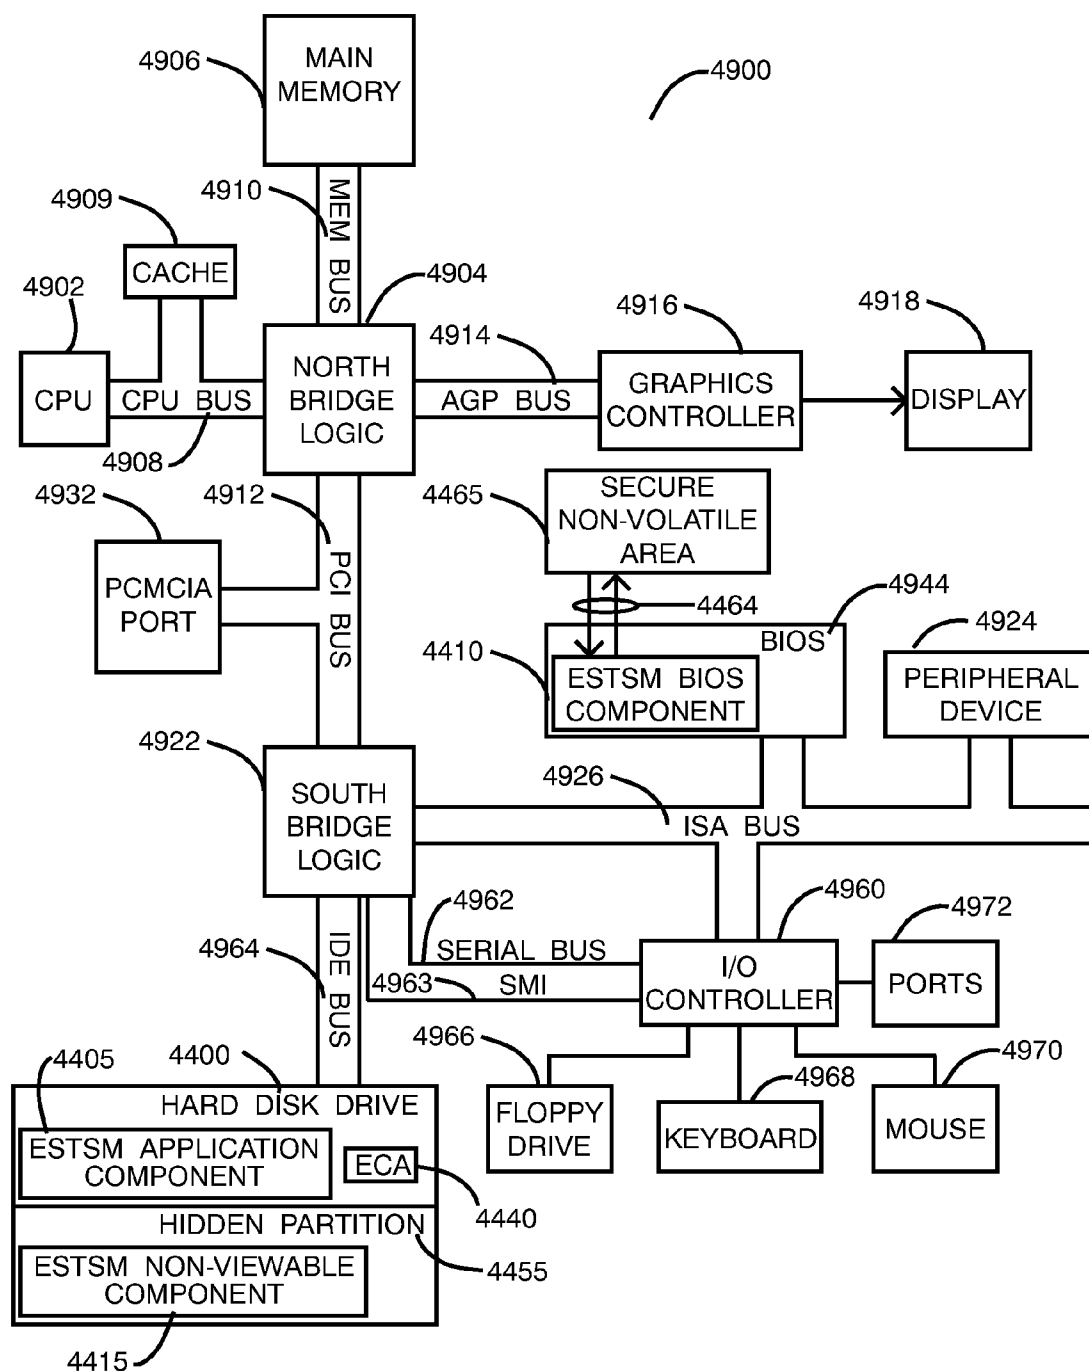 4906
MAIN
MEMORY
4900
4910
MEM BUS
4909
CACHE
4902
CPU
CPU BUS
4908
4904
NORTH
BRIDGE
LOGIC
4914
AGP BUS
4916
GRAPHICS
CONTROLLER
4918
DISPLAY
4932
PCMCIA
PORT
4912
PCI BUS
4465
SECURE
NON-VOLATILE
AREA
4464
4944
BIOS
4410
ESTSM BIOS
COMPONENT
4924
PERIPHERAL
DEVICE
4922
SOUTH
BRIDGE
LOGIC
4926
ISA BUS
4962
SERIAL BUS
4963
SMI
4960
I/O
CONTROLLER
4972
PORTS
4964
IDE BUS
4966
FLOPPY
DRIVE
4968
KEYBOARD
4970
MOUSE
4405
4400
HARD DISK DRIVE
ESTSM APPLICATION
COMPONENT
ECA
4440
HIDDEN PARTITION
4455
ESTSM NON-VIEWABLE
COMPONENT
4415